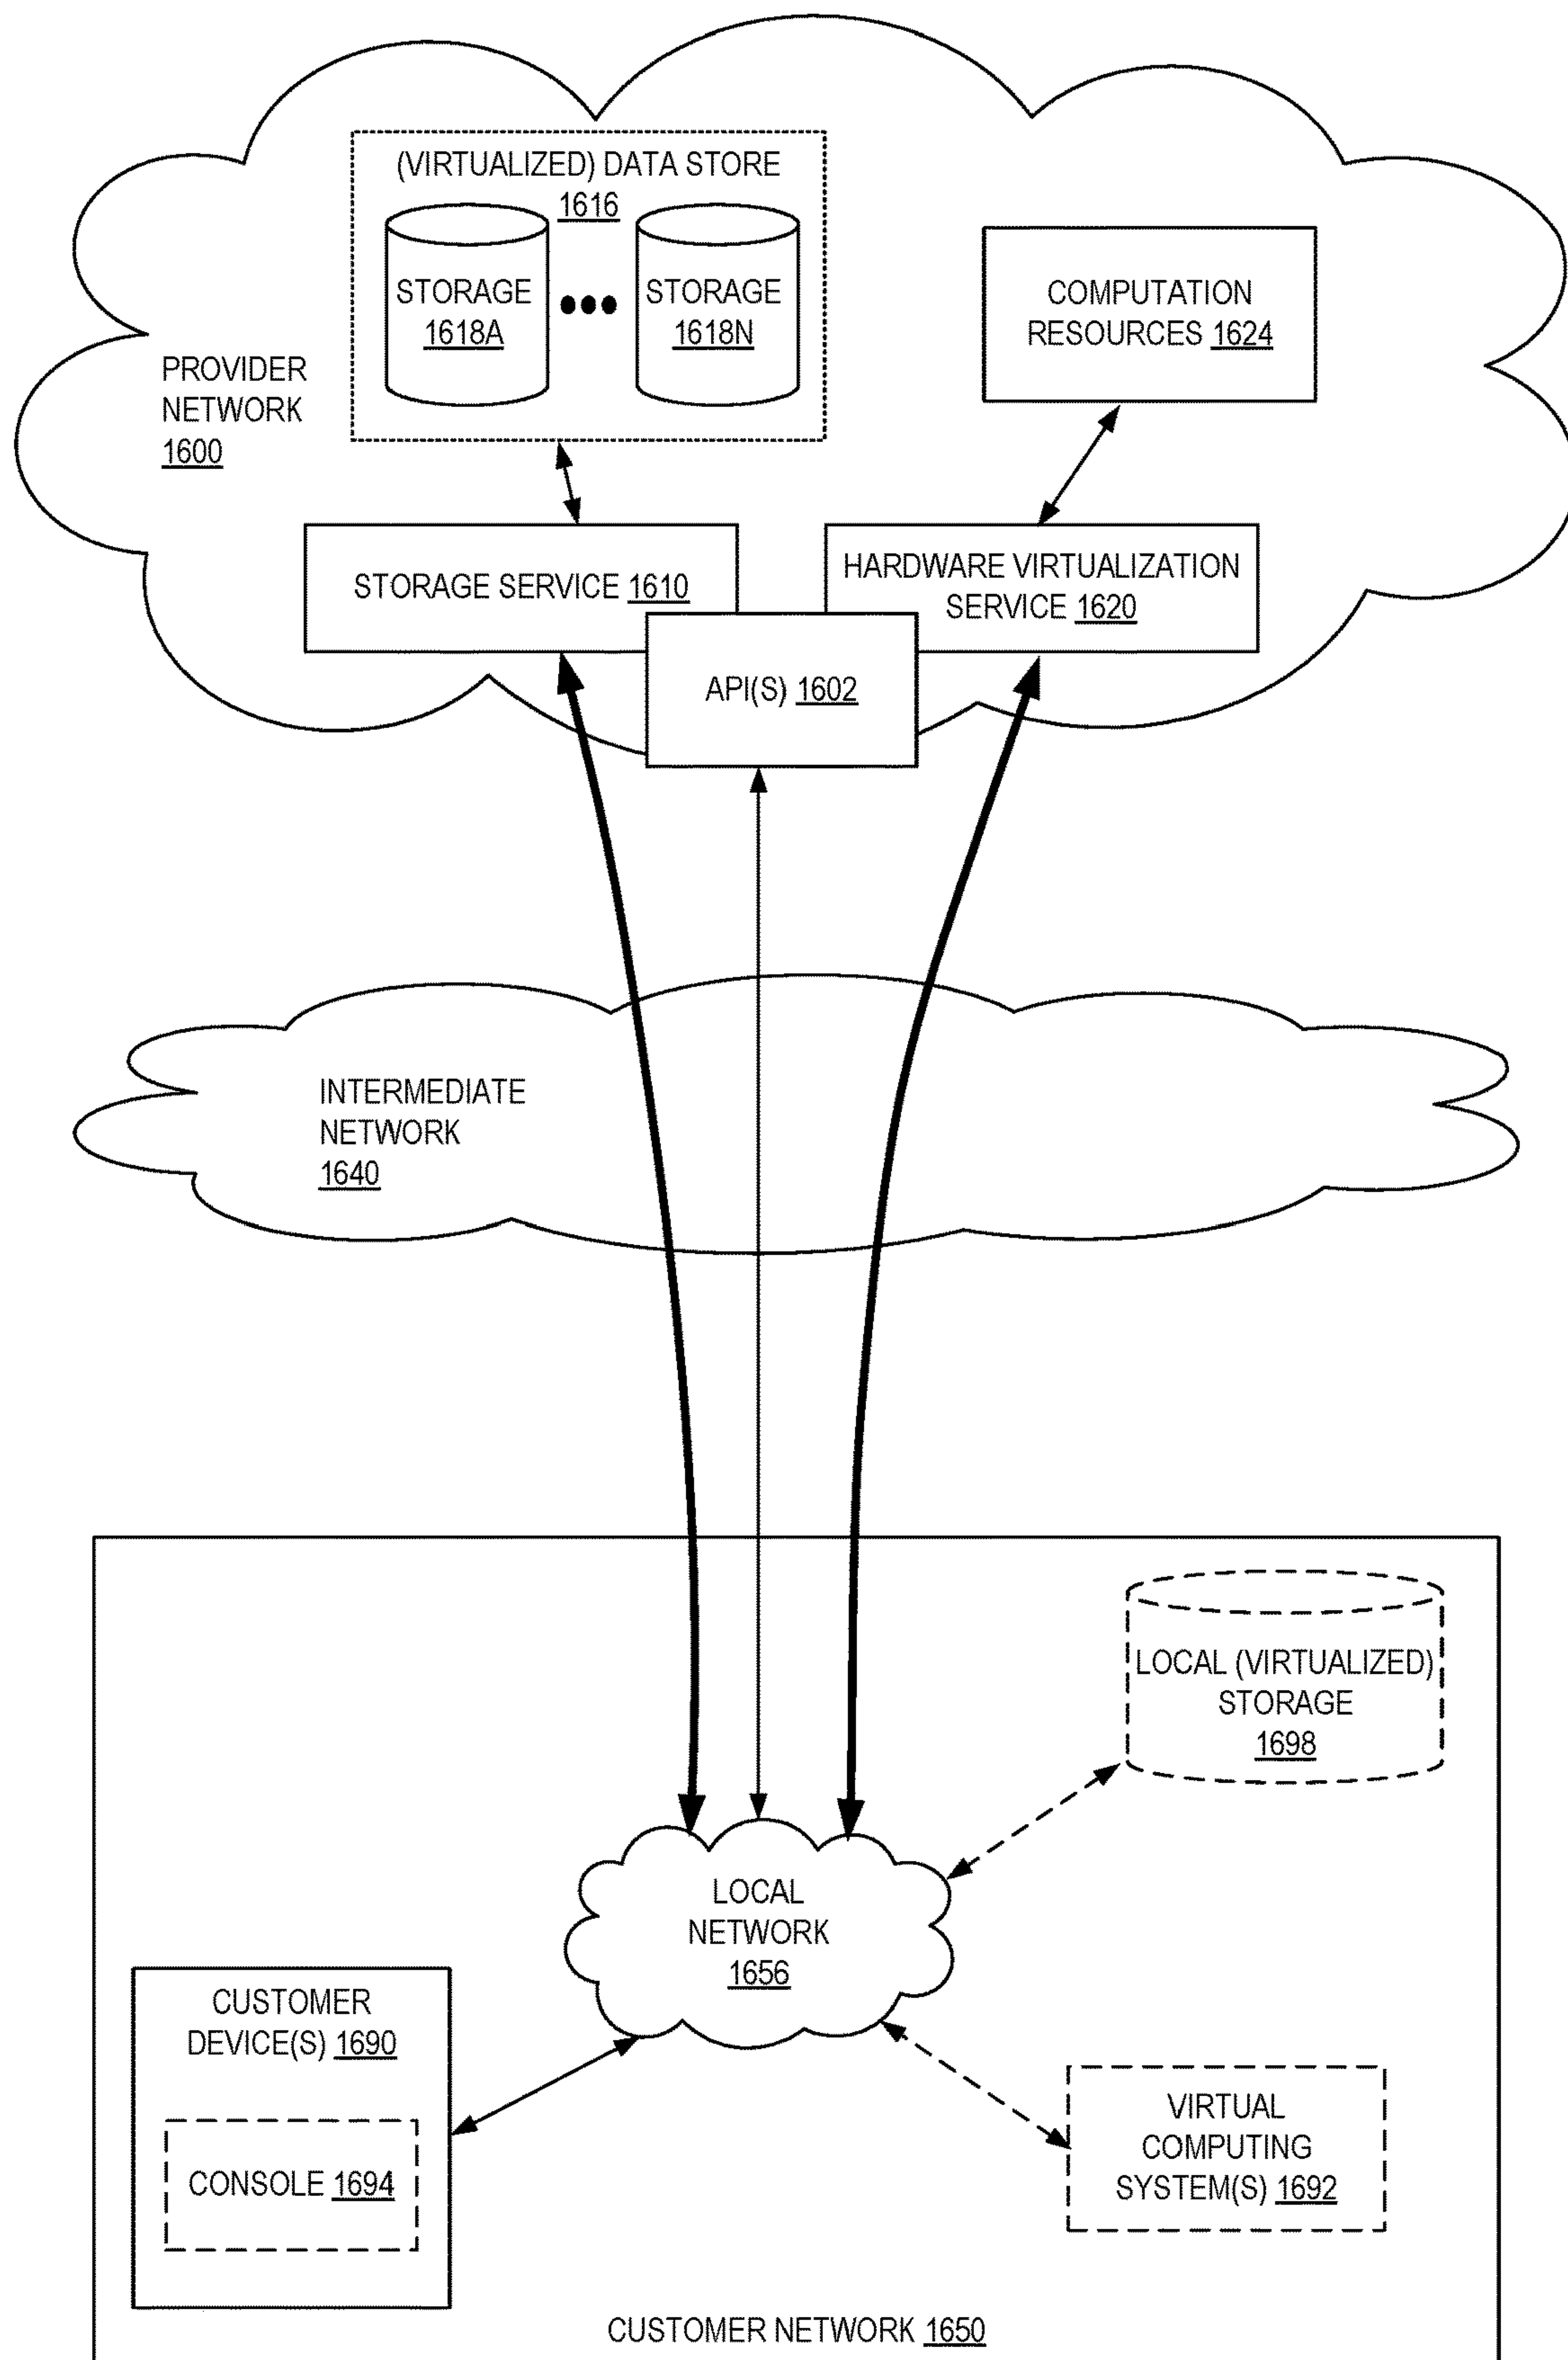 (VIRTUALIZED) DATA STORE
1616
STORAGE
1618A
STORAGE
1618N
COMPUTATION
RESOURCES 1624
PROVIDER
NETWORK
1600
STORAGE SERVICE 1610
HARDWARE VIRTUALIZATION
SERVICE 1620
API(S) 1602
INTERMEDIATE
NETWORK
1640
LOCAL (VIRTUALIZED)
STORAGE
1698
LOCAL
NETWORK
1656
CUSTOMER
DEVICE(S) 1690
CONSOLE 1694
VIRTUAL
COMPUTING
SYSTEM(S) 1692
CUSTOMER NETWORK 1650